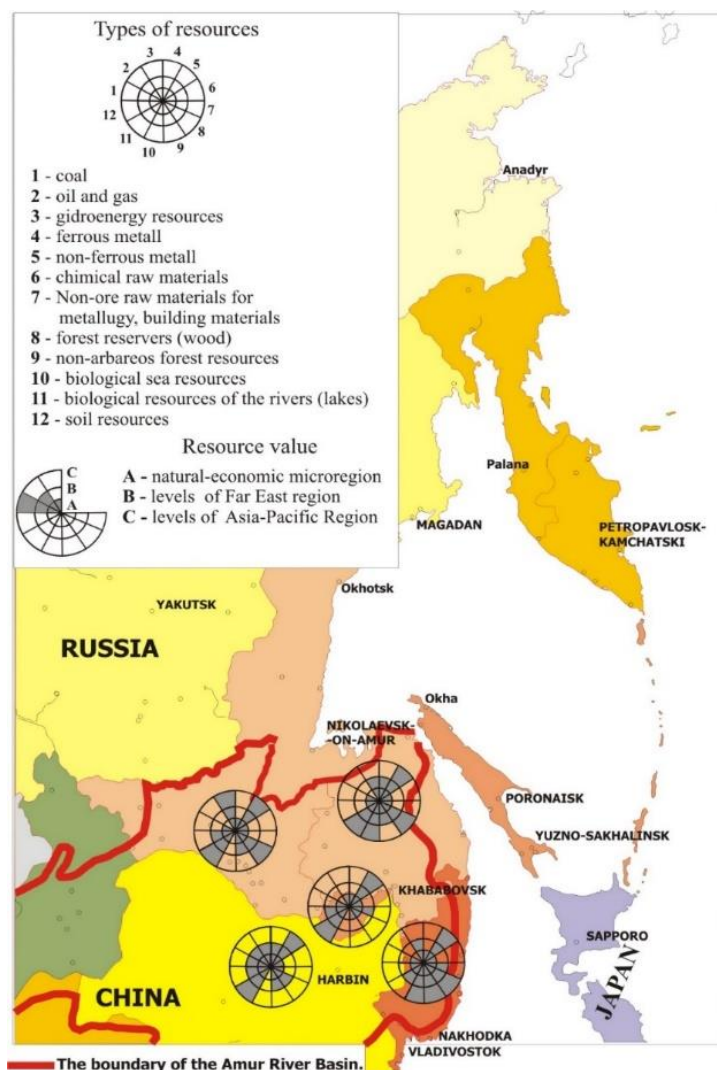 Types of resources
3 4
2 5
1 6
12 7
11 8
10 9
1 - coal
2 - oil and gas
3 - gidroenergy resources
4 - ferrous metall
5 - non-ferrous metall
6 - chimical raw materials
7 - Non-ore raw materials for
metallugy, building materials
8 - forest reservers (wood)
9 - non-arbareos forest resources
10 - biological sea resources
11 - biological resources of the rivers (lakes)
12 - soil resources
Resource value
C
B
A
A - natural-economic microregion
B - levels of Far East region
C - levels of Asia-Pacific Region
Anadyr
Palana
MAGADAN
PETROPAVLOSK-
KAMCHATSKI
Okhotsk
YAKUTSK
RUSSIA
Okha
NIKOLAEVSK-
-ON-AMUR
PORONAISK
YUZNO-SAKHALINSK
KHABABOVSK
SAPPORO
JAPAN
HARBIN
CHINA
NAKHODKA
VLADIVOSTOK
The boundary of the Amur River Basin.